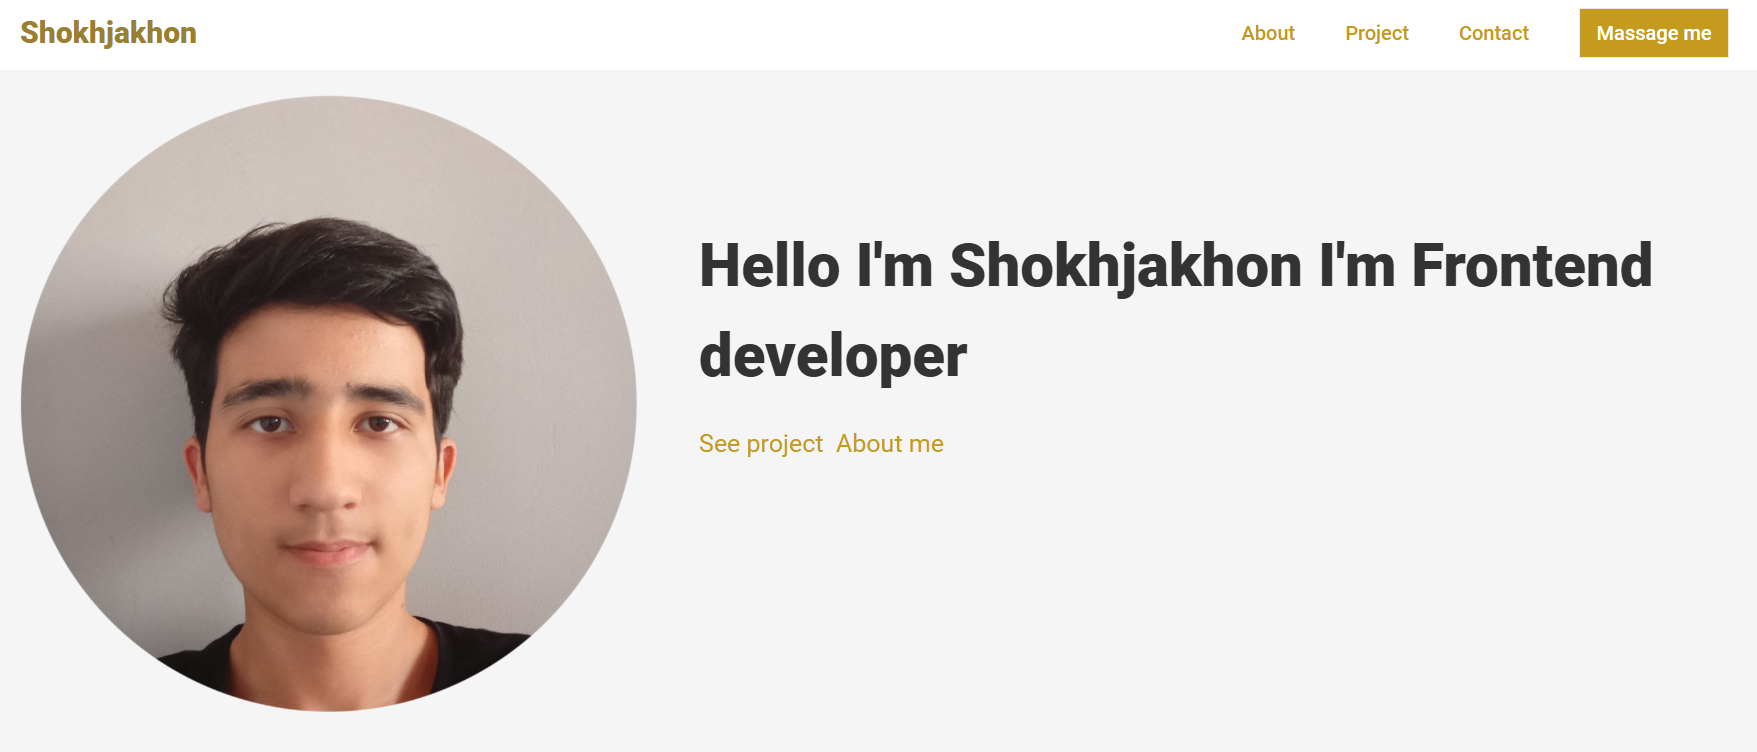 Shokhjakhon
About Project Contact Massage me
Hello I'm Shokhjakhon I'm Frontend
developer
See project About me